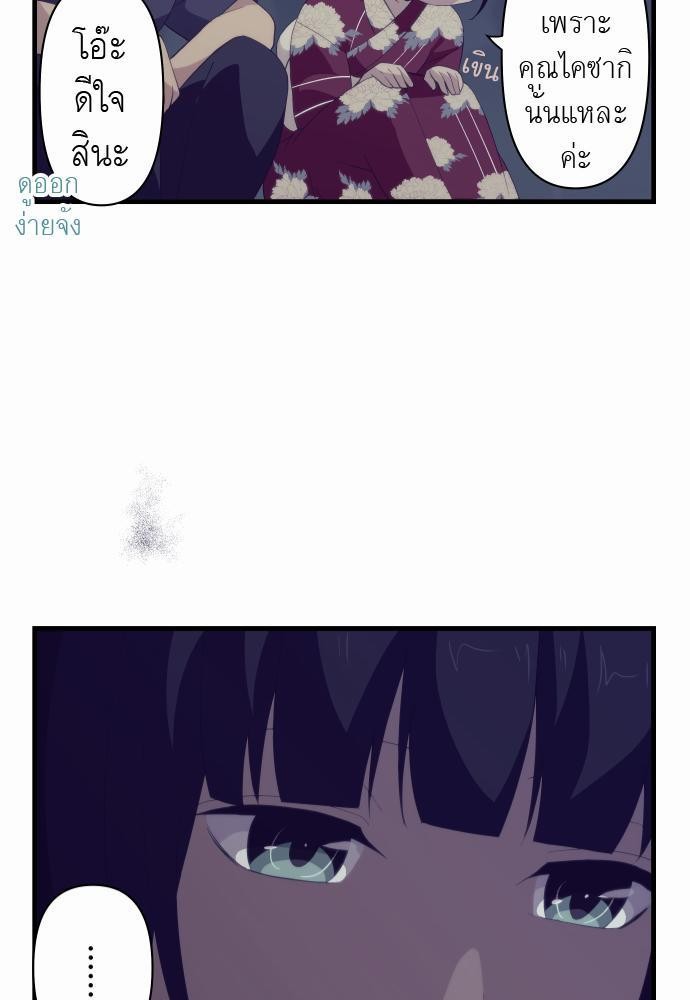 เพราะ
คุณไคซากิ
นั่นแหละ
ค่ะ
เขิน
โอ๊ะ
ดีใจ
สินะ
ดูออก
ง่ายจัง
......